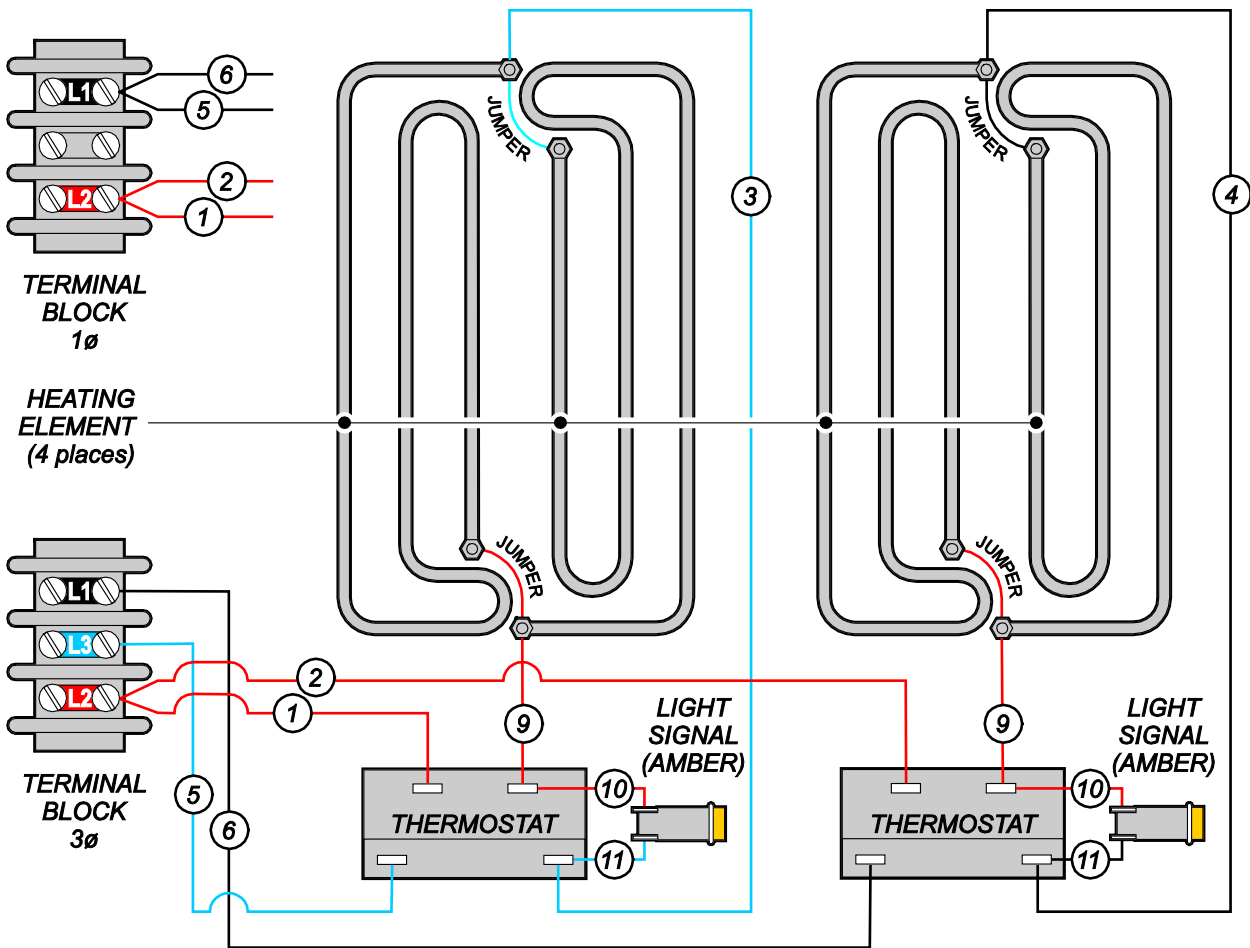 6
L1
5
2
L2
1
TERMINAL
BLOCK
1ø
JUMPER
JUMPER
3
4
HEATING
ELEMENT
(4 places)
JUMPER
JUMPER
L1
L3
L2
2
1
9
9
LIGHT
SIGNAL
(AMBER)
LIGHT
SIGNAL
(AMBER)
TERMINAL
BLOCK
3ø
5
6
THERMOSTAT
10
11
THERMOSTAT
10
11